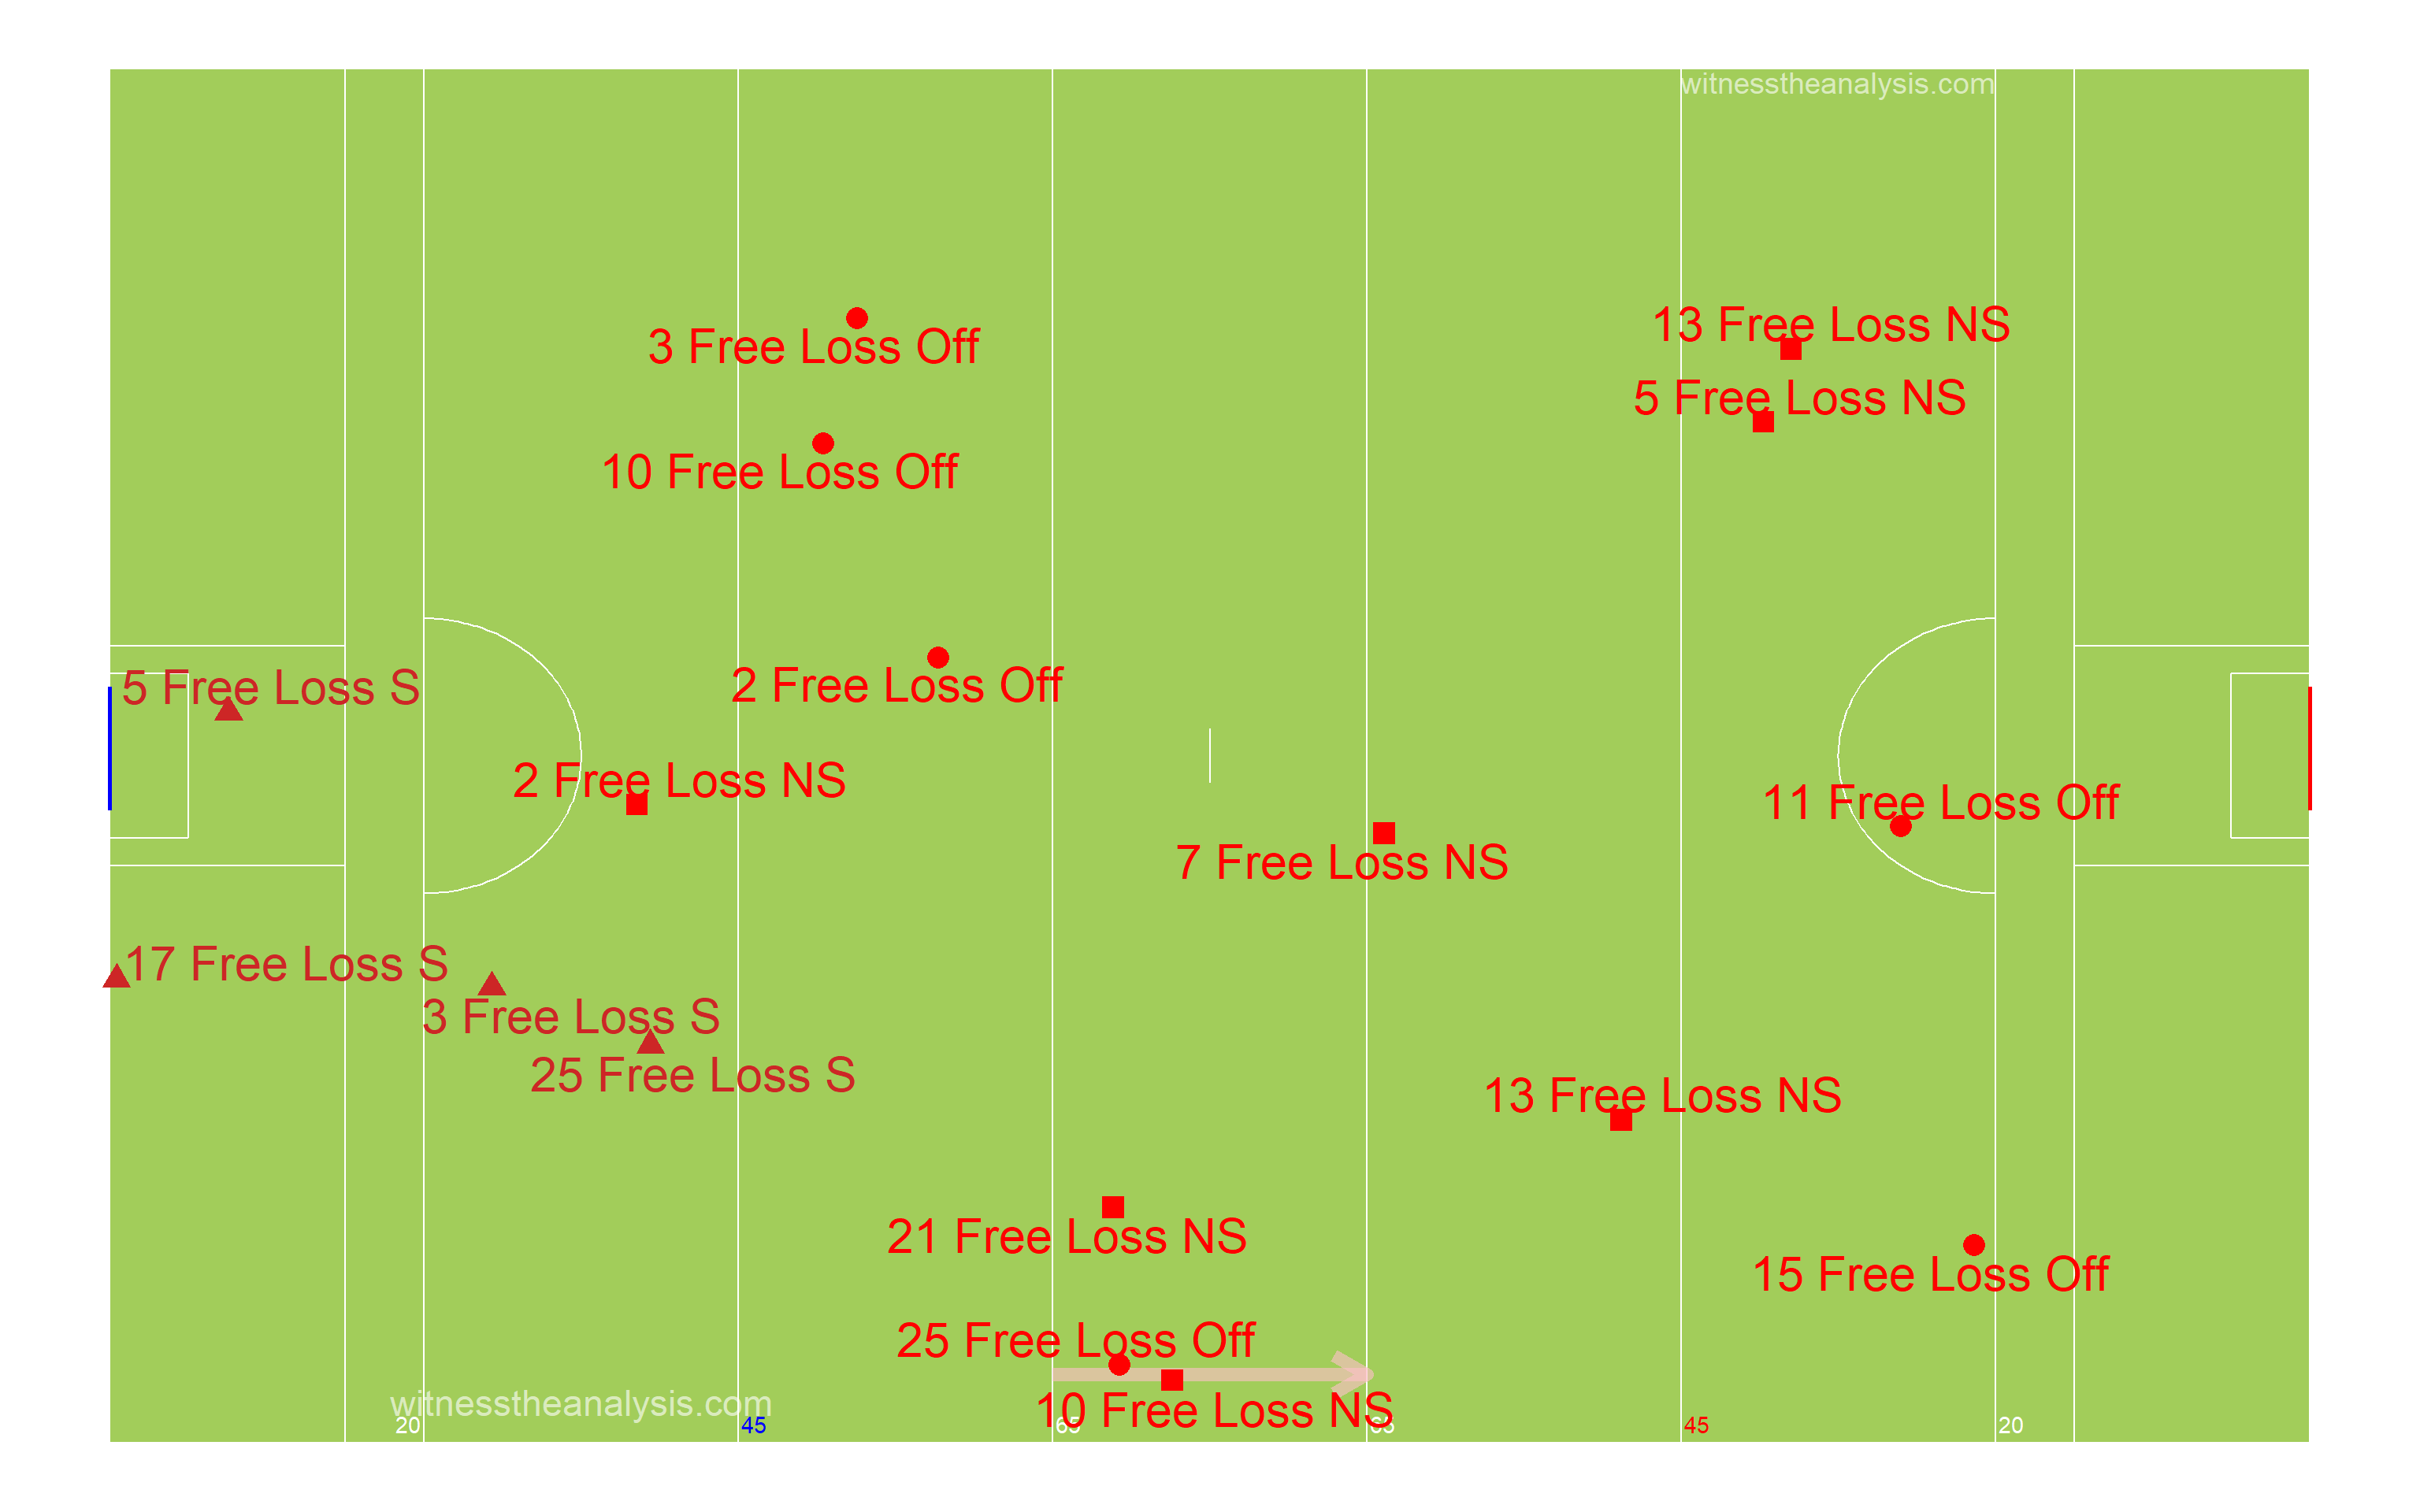 witnesstheanalysis.com
13 Free Loss NS
3 Free Loss Off
5 Free Loss NS
10 Free Loss Off
5 Free Loss S
2 Free Loss Off
2 Free Loss NS
11 Free Loss Off
7 Free Loss NS
17 Free Loss S
3 Free Loss S
25 Free Loss S
13 Free Loss NS
21 Free Loss NS
15 Free Loss Off
25 Free Loss Off
10 Free Loss NS
witnesstheanalysis.com
20 45 65 65 45 20